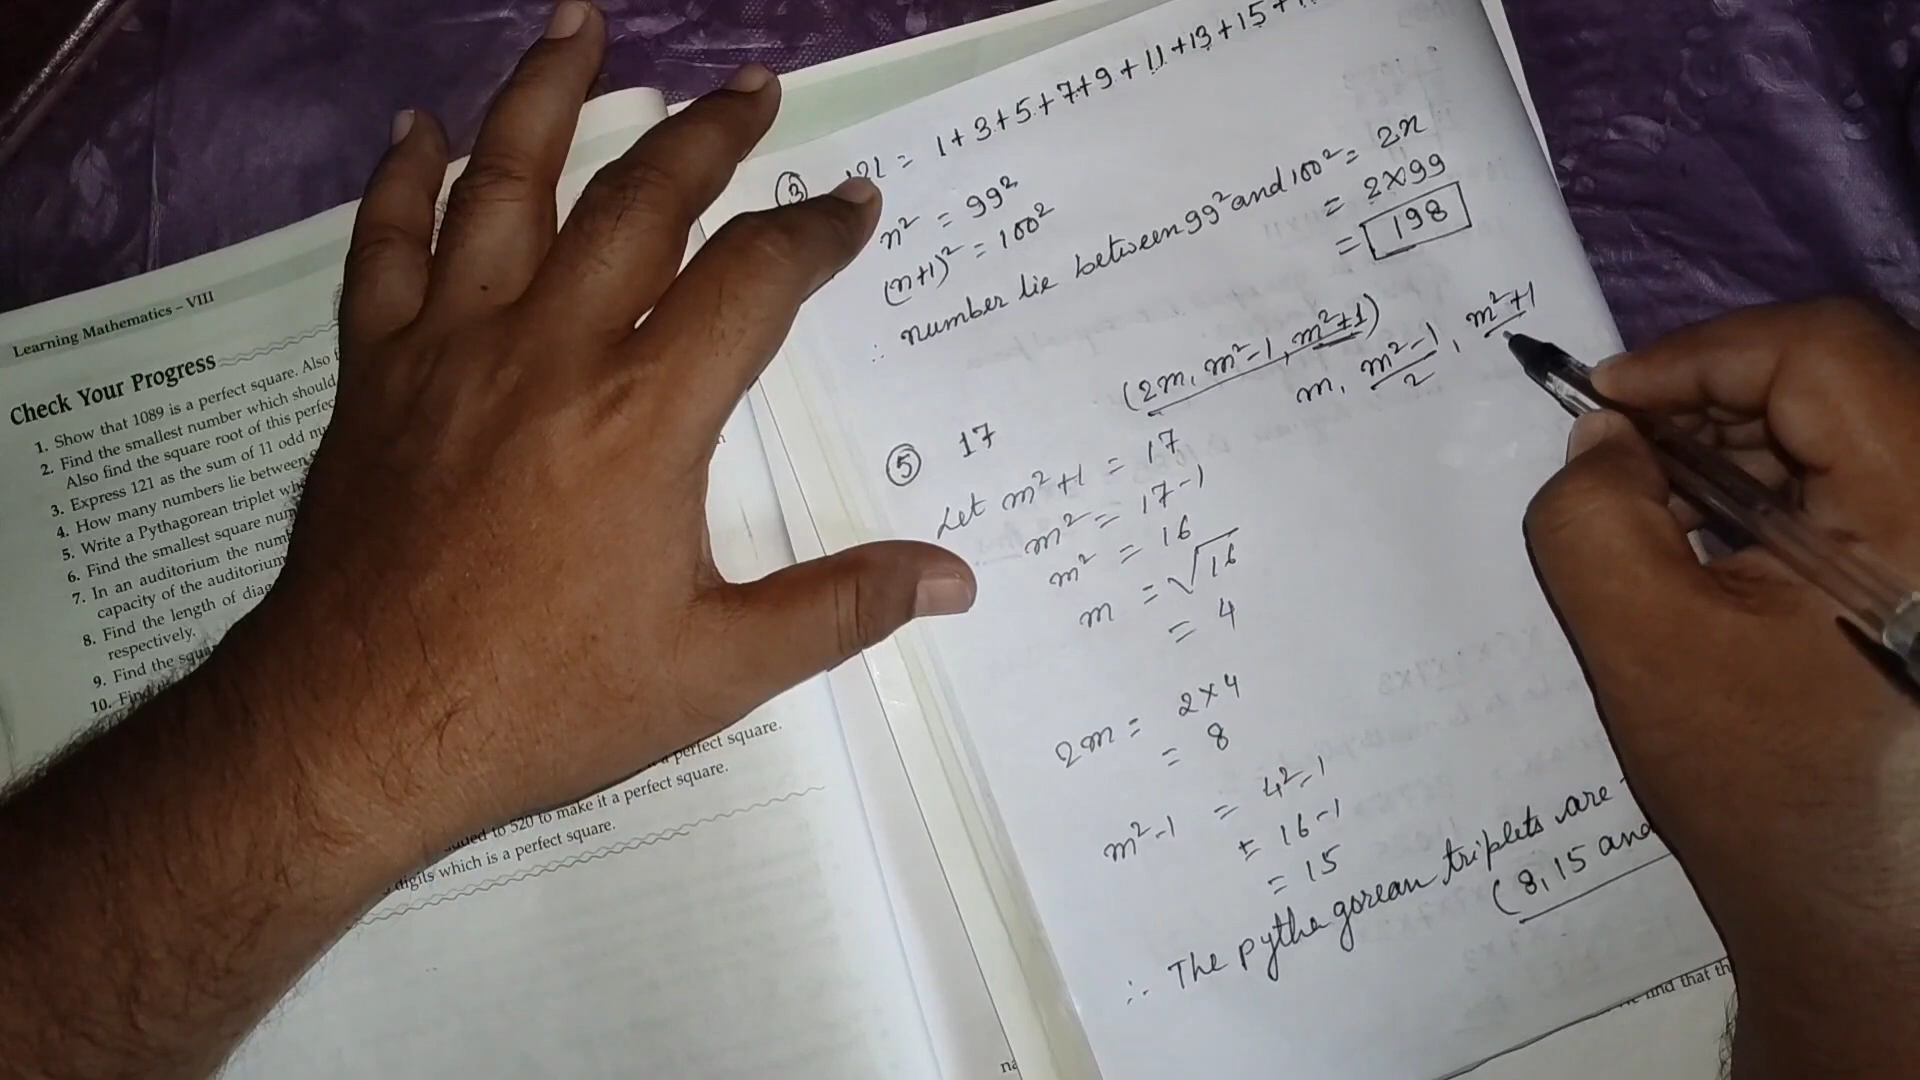 Learning Mathematics – VIII
Check Your Progress
1. Show that 1089 is a perfect square. Also
2. Find the smallest number which should
Also find the square root of this perfec
3. Express 121 as the sum of 11 odd nu
4. How many numbers lie between
5. Write a Pythagorean triplet wh
6. Find the smallest square num
7. In an auditorium the num
capacity of the auditorium
8. Find the length of diag
respectively.
9. Find the squa
10. Find
perfect square.
to 520 to make it a perfect square.
digits which is a perfect square.
③ 121 = 1+3+5+7+9+11+13+15+
n² = 99²
(n+1)² = 100²
∴ number lie between 99² and 100² = 2n
= 2×99
= 198
(2m, m²-1, m²+1)
m, m²-1/2, m²+1
⑤ 17
Let m²+1 = 17
m² = 17-1
m² = 16
m = √16
= 4
2m = 2×4
= 8
m²-1 = 4²-1
= 16-1
= 15
∴ The pythagorean triplets are
(8, 15 and
find that th
na